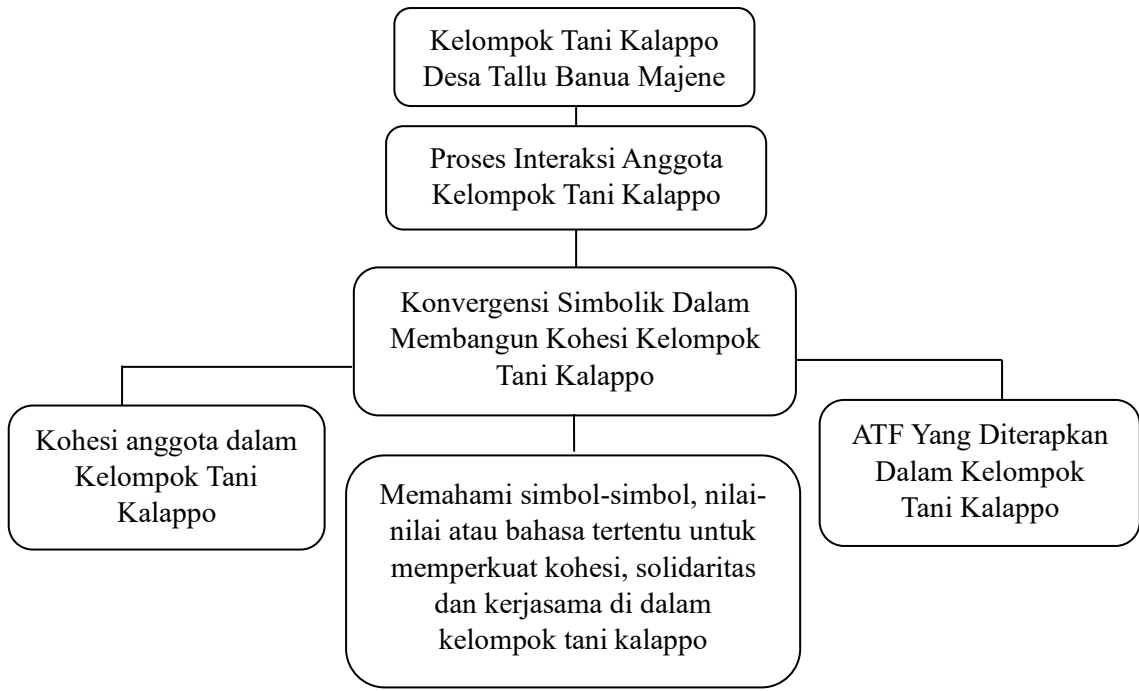 Kelompok Tani Kalappo
Desa Tallu Banua Majene
Proses Interaksi Anggota
Kelompok Tani Kalappo
Konvergensi Simbolik Dalam
Membangun Kohesi Kelompok
Tani Kalappo
Kohesi anggota dalam
Kelompok Tani
Kalappo
Memahami simbol-simbol, nilai-
nilai atau bahasa tertentu untuk
memperkuat kohesi, solidaritas
dan kerjasama di dalam
kelompok tani kalappo
ATF Yang Diterapkan
Dalam Kelompok
Tani Kalappo